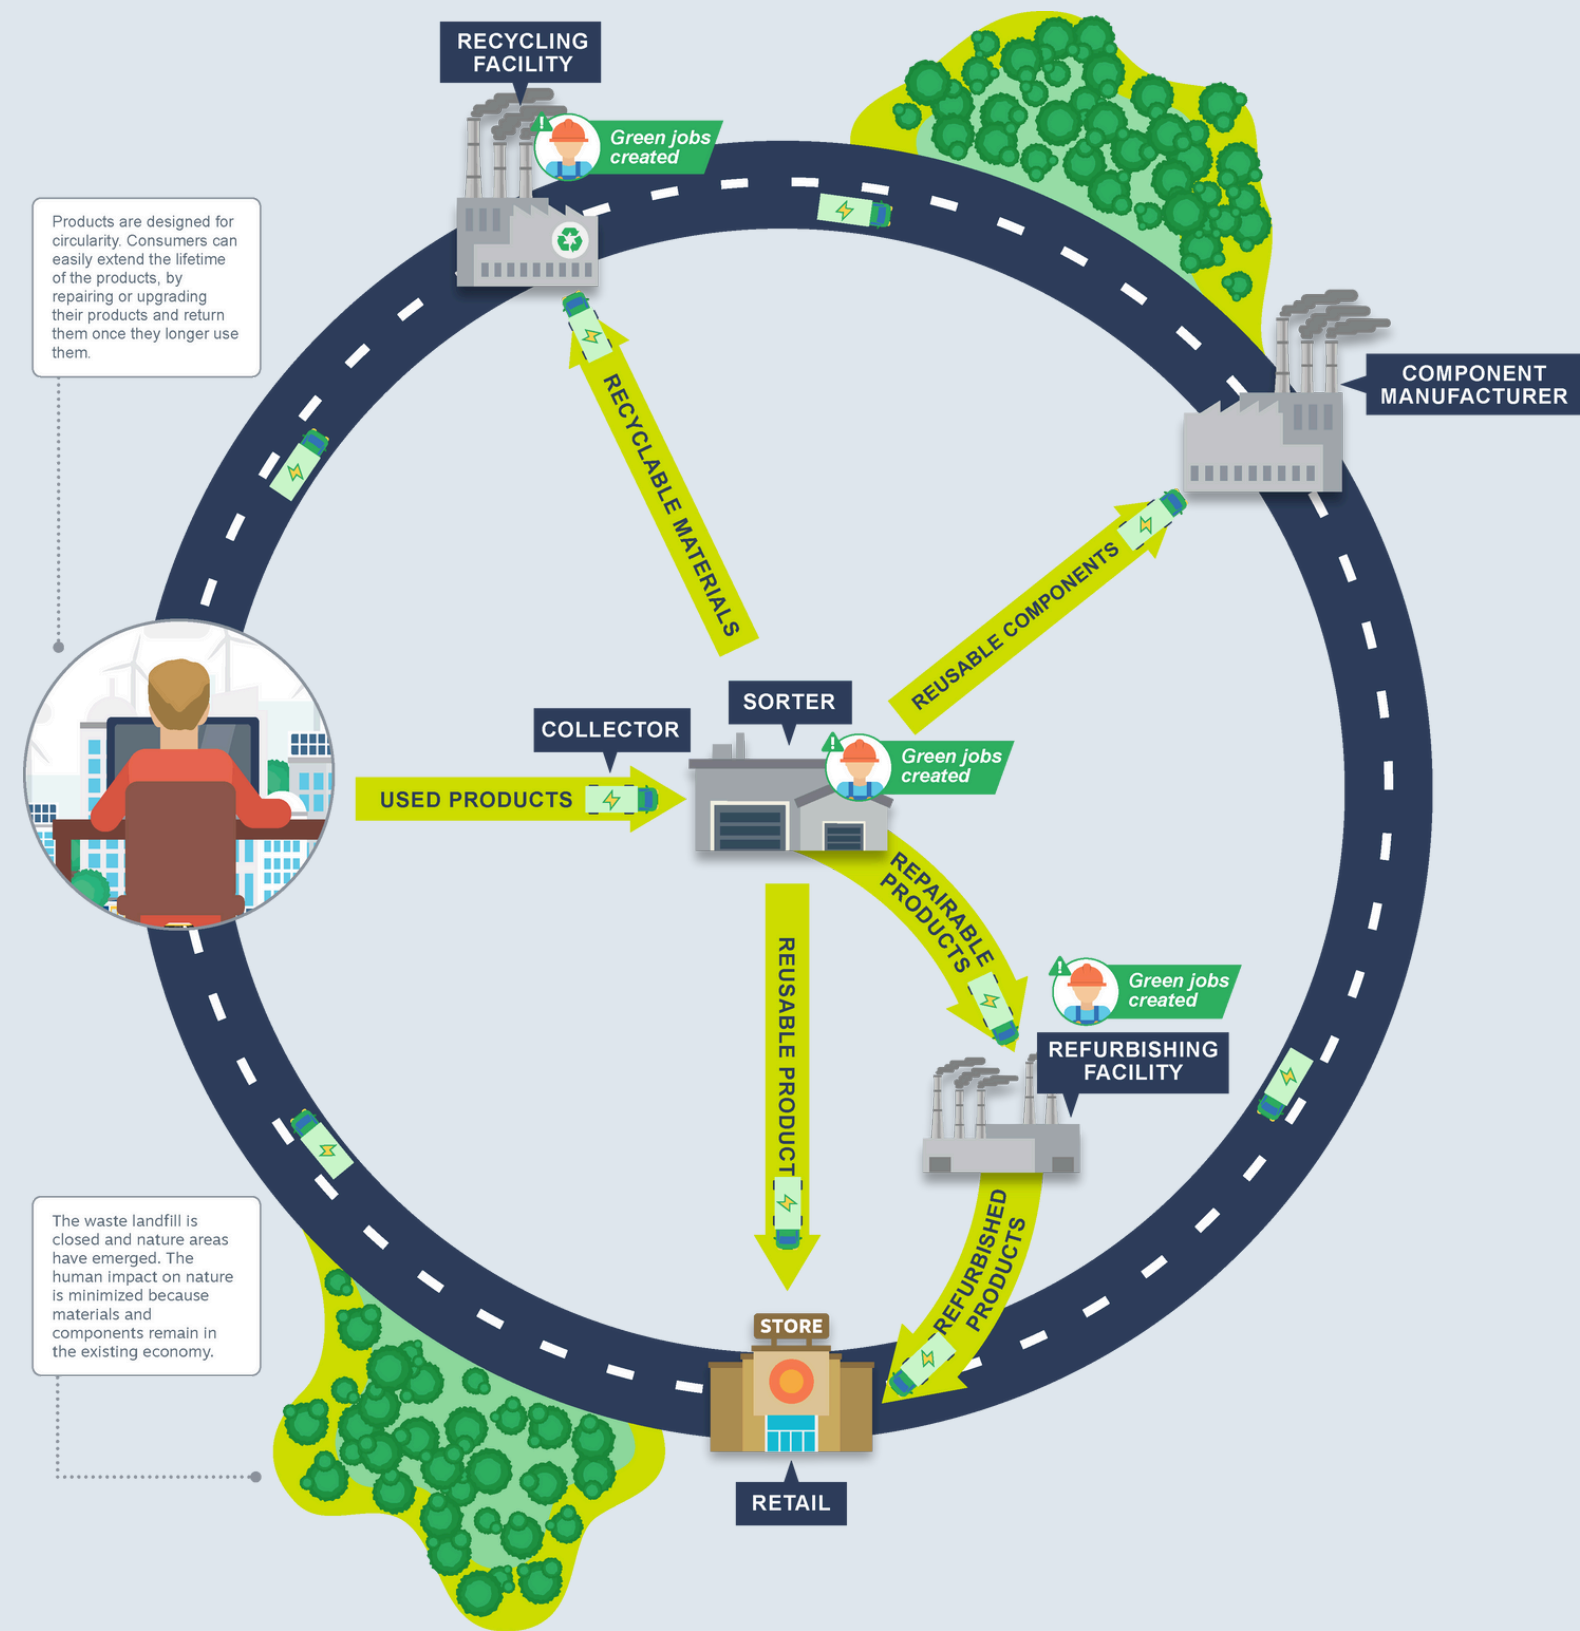 RECYCLING
FACILITY
Green jobs
created
Products are designed for
circularity. Consumers can
easily extend the lifetime
of the products, by
repairing or upgrading
their products and return
them once they longer use
them.
COMPONENT
MANUFACTURER
RECYCLABLE MATERIALS
REUSABLE COMPONENTS
SORTER
COLLECTOR
Green jobs
created
USED PRODUCTS
REPAIRABLE
PRODUCTS
REUSABLE PRODUCT
Green jobs
created
REFURBISHING
FACILITY
REFURBISHED
PRODUCTS
The waste landfill is
closed and nature areas
have emerged. The
human impact on nature
is minimized because
materials and
components remain in
the existing economy.
STORE
RETAIL